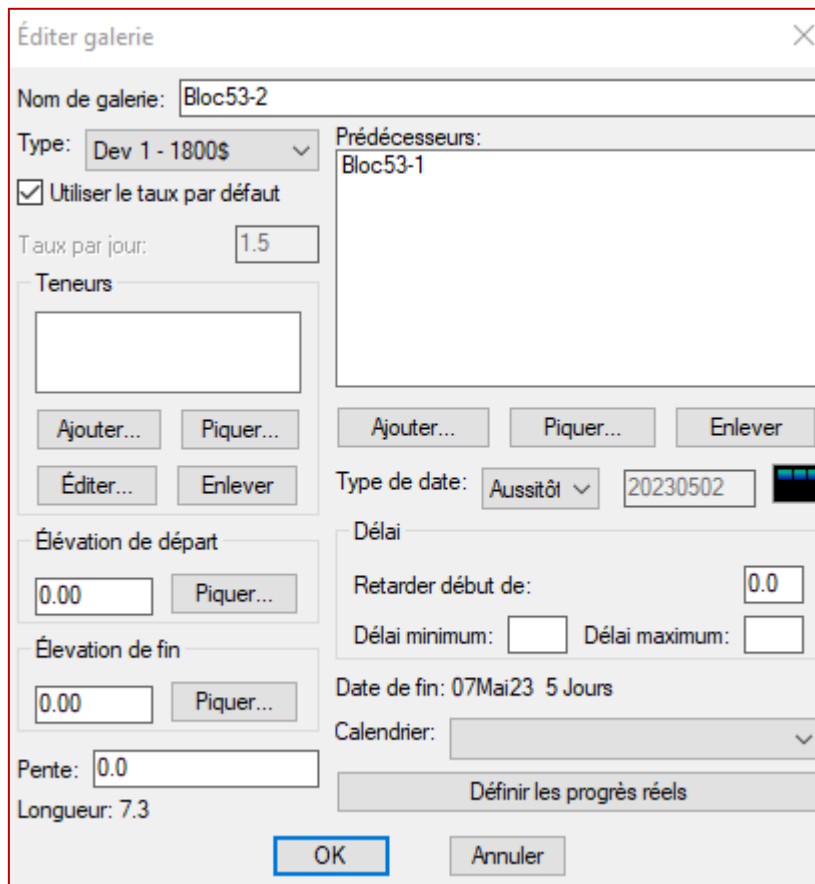 Éditer galerie
Nom de galerie: Bloc53-2
Type: Dev 1 - 1800$
Utiliser le taux par défaut
Taux par jour: 1.5
Teneurs
Ajouter... Piquer...
Éditer... Enlever
Élévation de départ
0.00 Piquer...
Élevation de fin
0.00 Piquer...
Pente: 0.0
Longueur: 7.3
Prédécesseurs:
Bloc53-1
Ajouter... Piquer... Enlever
Type de date: Aussitôt 20230502
Délai
Retarder début de: 0.0
Délai minimum: Délai maximum:
Date de fin: 07Mai23 5 Jours
Calendrier:
Définir les progrès réels
OK Annuler